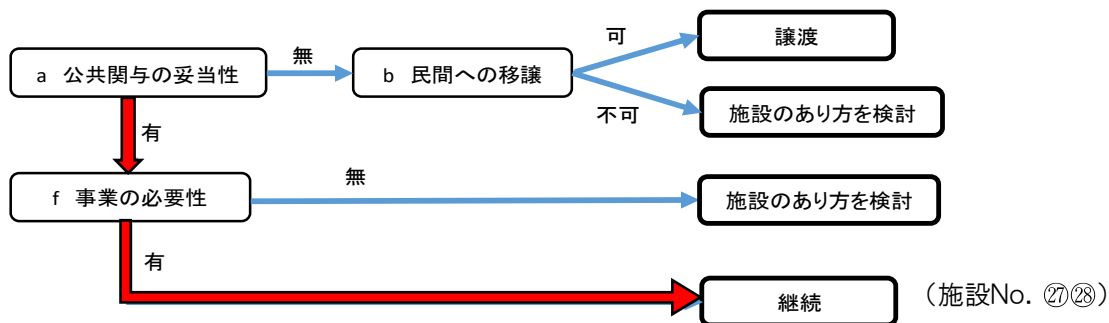 可
譲渡
無
a 公共関与の妥当性
b 民間への移譲
不可
施設のあり方を検討
有
無
f 事業の必要性
施設のあり方を検討
有
継続
（施設No. ㉗㉘）